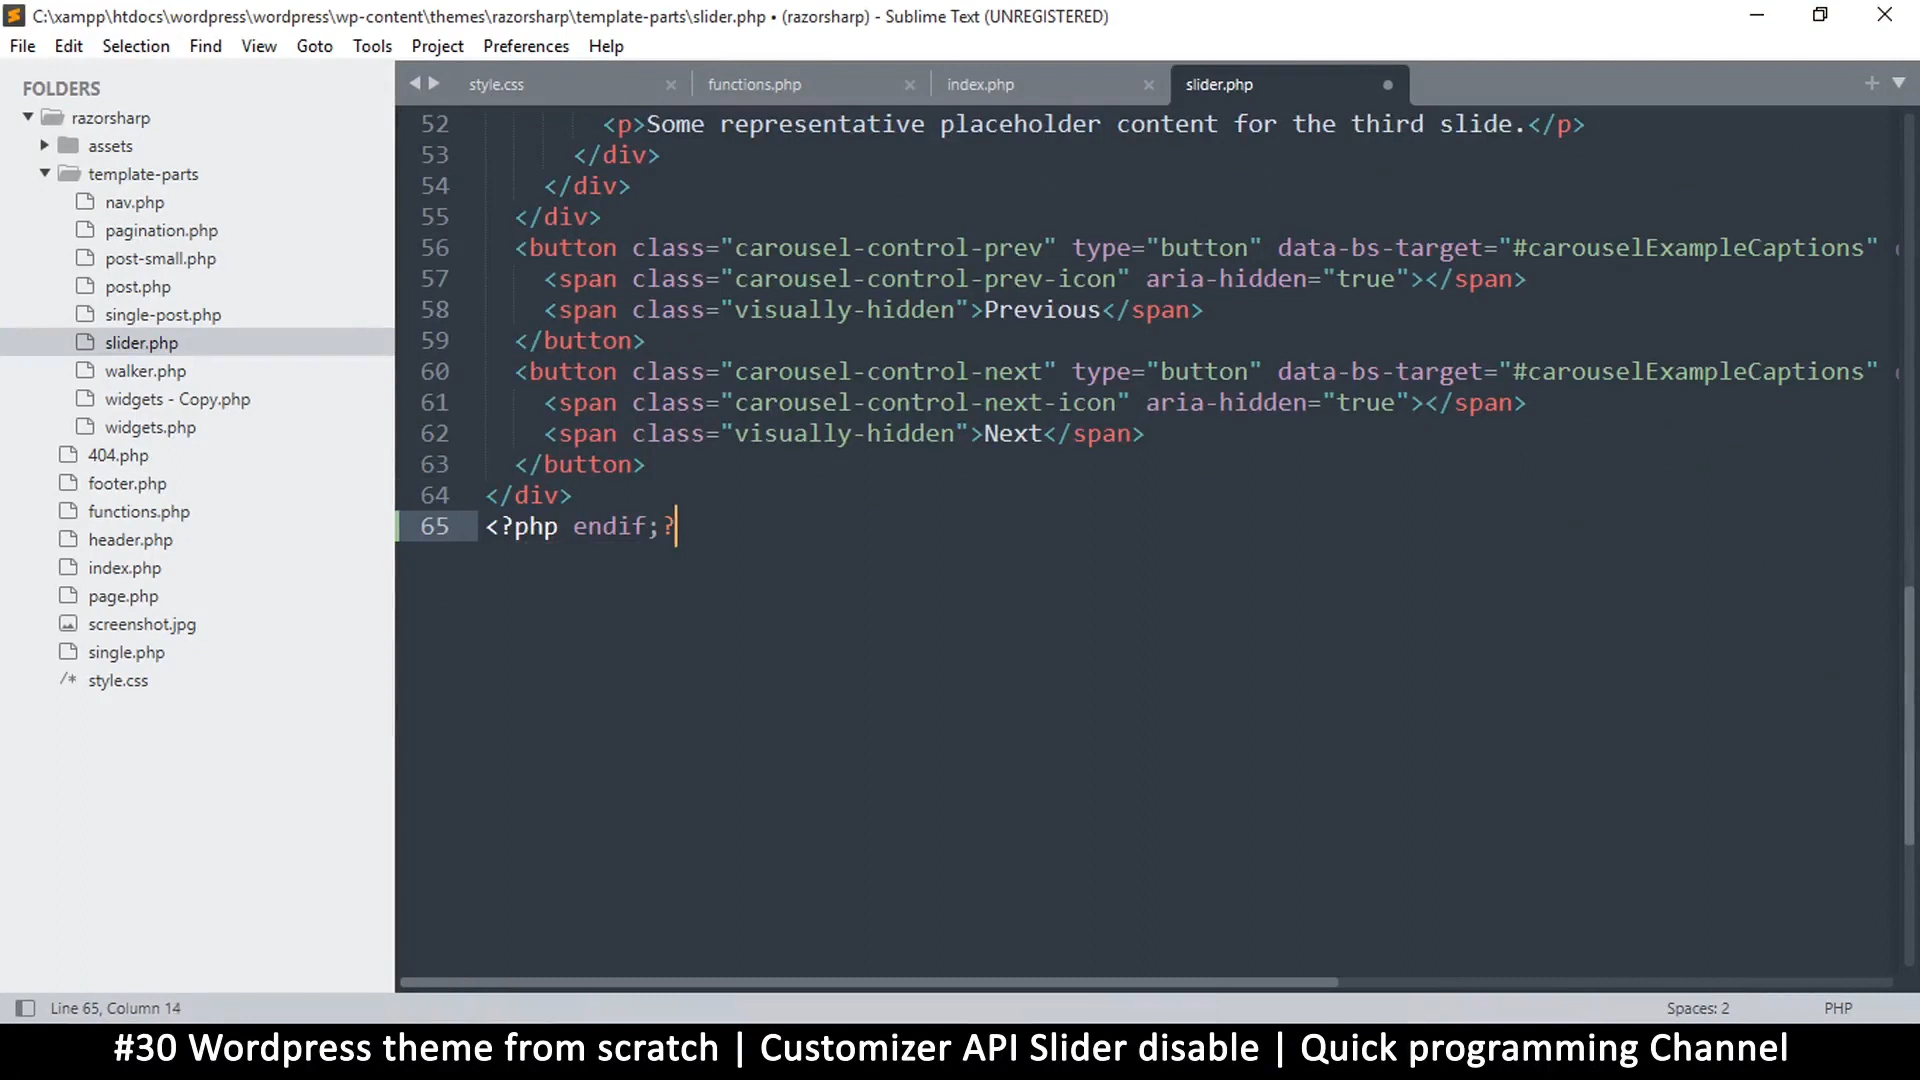 C:\xampp\htdocs\wordpress\wordpress\wp-content\themes\razorsharp\template-parts\slider.php • (razorsharp) - Sublime Text (UNREGISTERED)
File Edit Selection Find View Goto Tools Project Preferences Help
FOLDERS
razorsharp
assets
template-parts
nav.php
pagination.php
post-small.php
post.php
single-post.php
slider.php
walker.php
widgets - Copy.php
widgets.php
404.php
footer.php
functions.php
header.php
index.php
page.php
screenshot.jpg
single.php
/* style.css
style.css functions.php index.php slider.php
52 <p>Some representative placeholder content for the third slide.</p>
53 </div>
54 </div>
55 </div>
56 <button class="carousel-control-prev" type="button" data-bs-target="#carouselExampleCaptions"
57 <span class="carousel-control-prev-icon" aria-hidden="true"></span>
58 <span class="visually-hidden">Previous</span>
59 </button>
60 <button class="carousel-control-next" type="button" data-bs-target="#carouselExampleCaptions"
61 <span class="carousel-control-next-icon" aria-hidden="true"></span>
62 <span class="visually-hidden">Next</span>
63 </button>
64 </div>
65 <?php endif;?
Line 65, Column 14 Spaces: 2 PHP
#30 Wordpress theme from scratch | Customizer API Slider disable | Quick programming Channel